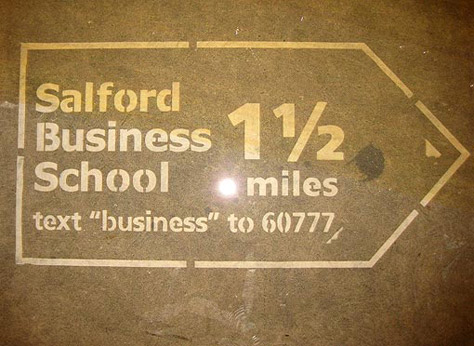 Salford
Business
School
1½
miles
text “business” to 60777